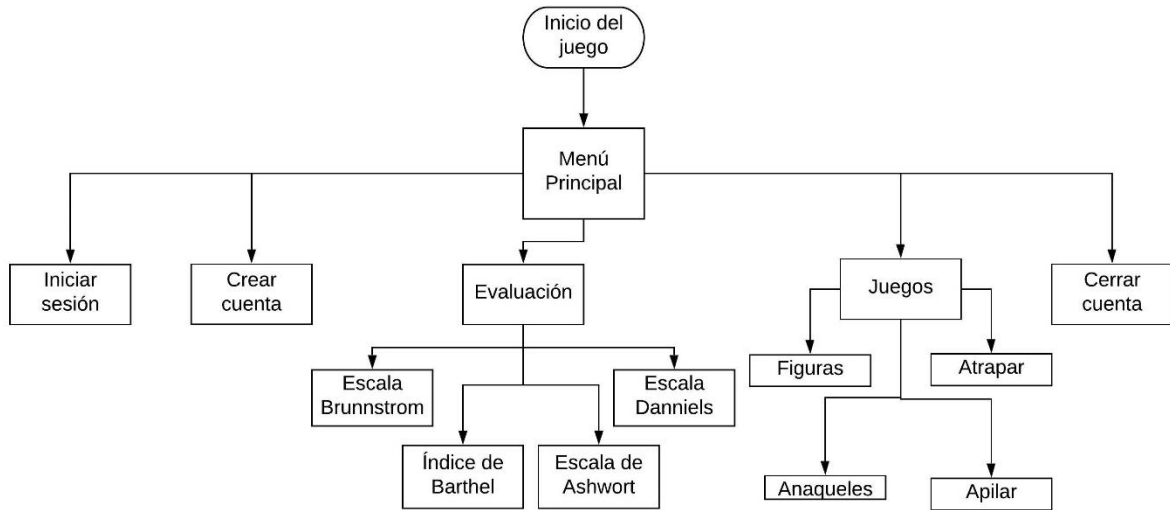 Inicio del
juego
Menú
Principal
Iniciar
sesión
Crear
cuenta
Evaluación
Juegos
Cerrar
cuenta
Figuras
Atrapar
Escala
Brunnstrom
Escala
Danniels
Índice de
Barthel
Escala de
Ashwort
Anaqueles
Apilar